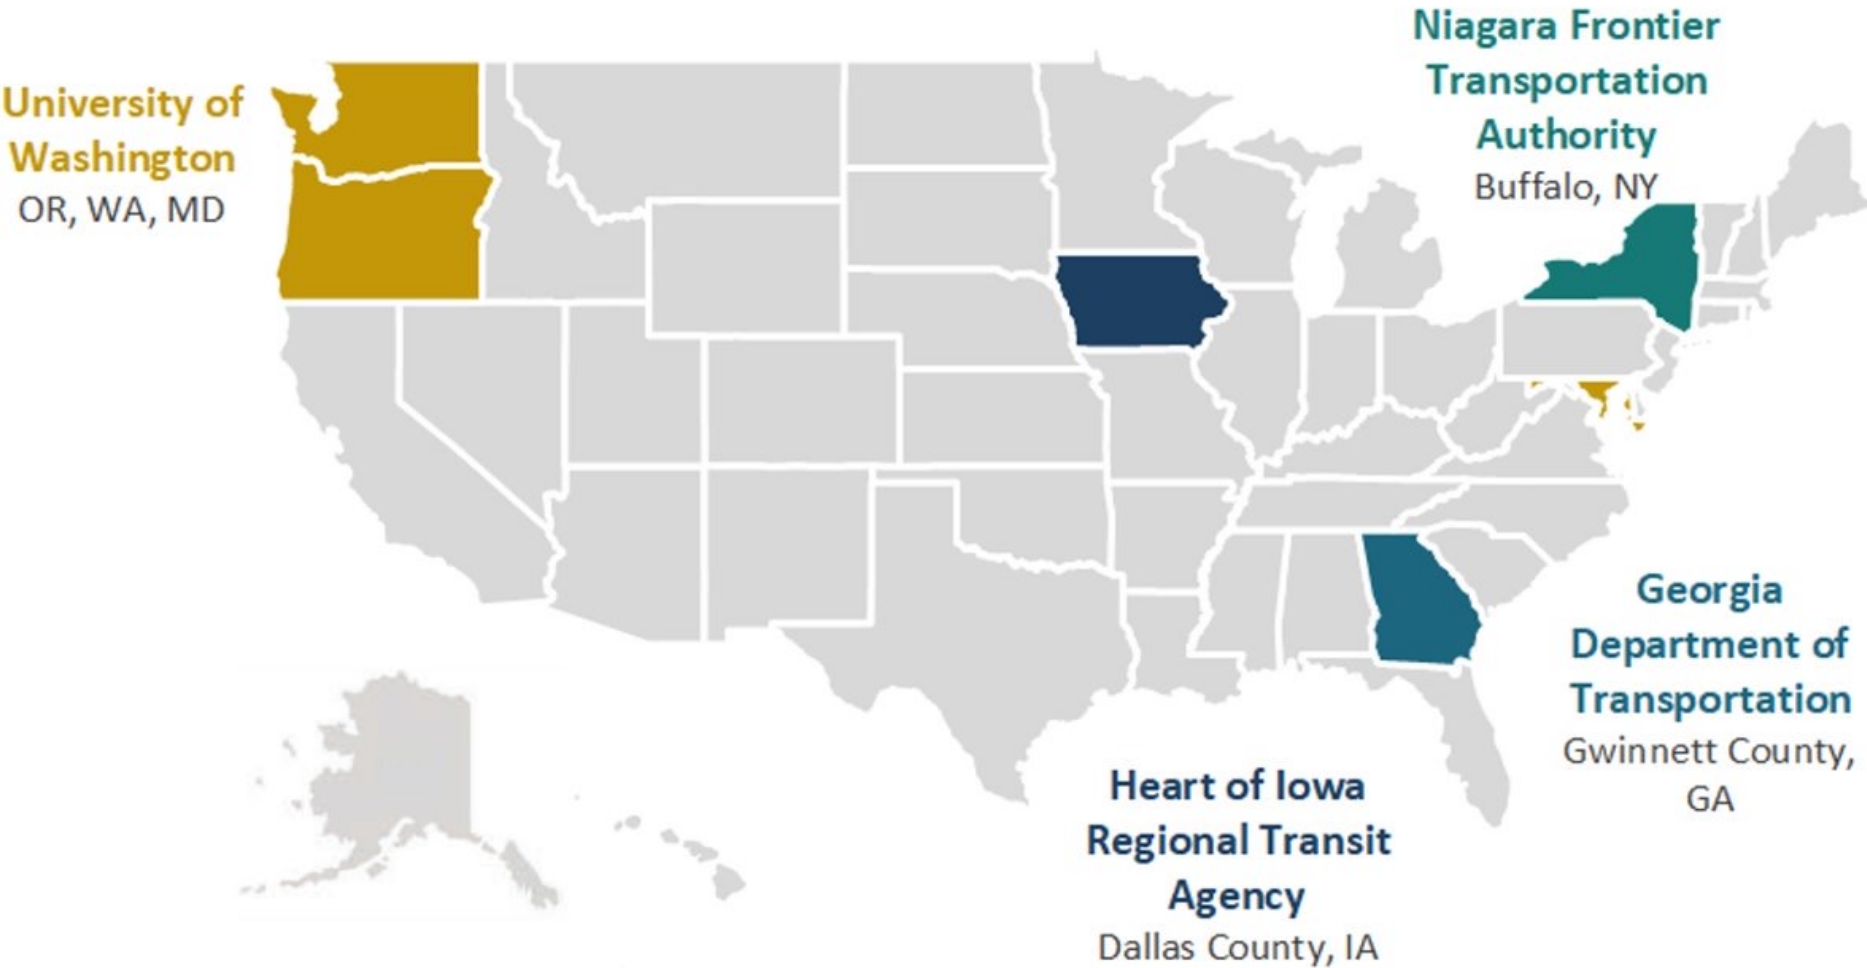 University of
Washington
OR, WA, MD
Niagara Frontier
Transportation
Authority
Buffalo, NY
Georgia
Department of
Transportation
Gwinnett County,
GA
Heart of Iowa
Regional Transit
Agency
Dallas County, IA